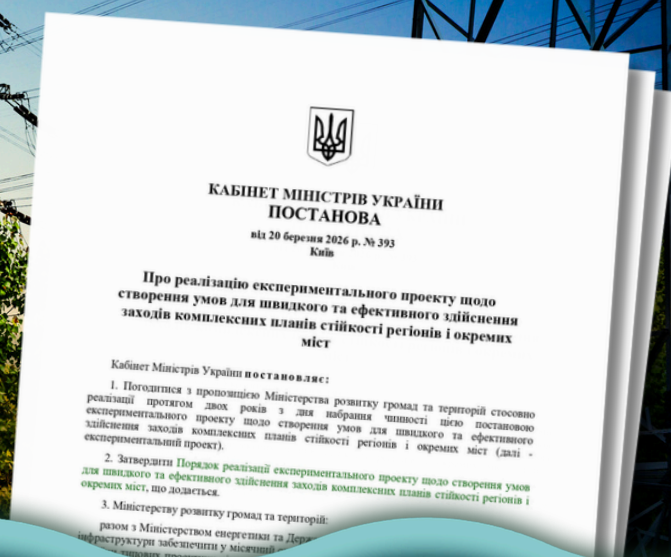 КАБІНЕТ МІНІСТРІВ УКРАЇНИ
ПОСТАНОВА
від 20 березня 2026 р. № 393
Київ
Про реалізацію експериментального проекту щодо
створення умов для швидкого та ефективного здійснення
заходів комплексних планів стійкості регіонів і окремих
міст
Кабінет Міністрів України постановляє:
1. Погодитися з пропозицією Міністерства розвитку громад та територій стосовно
реалізації протягом двох років з дня набрання чинності цією постановою
експериментального проекту щодо створення умов для швидкого та ефективного
здійснення заходів комплексних планів стійкості регіонів і окремих міст (далі -
експериментальний проект).
2. Затвердити Порядок реалізації експериментального проекту щодо створення умов
для швидкого та ефективного здійснення заходів комплексних планів стійкості регіонів і
окремих міст, що додається.
3. Міністерству розвитку громад та територій:
разом з Міністерством енергетики та
інфраструктури забезпечити у місячний